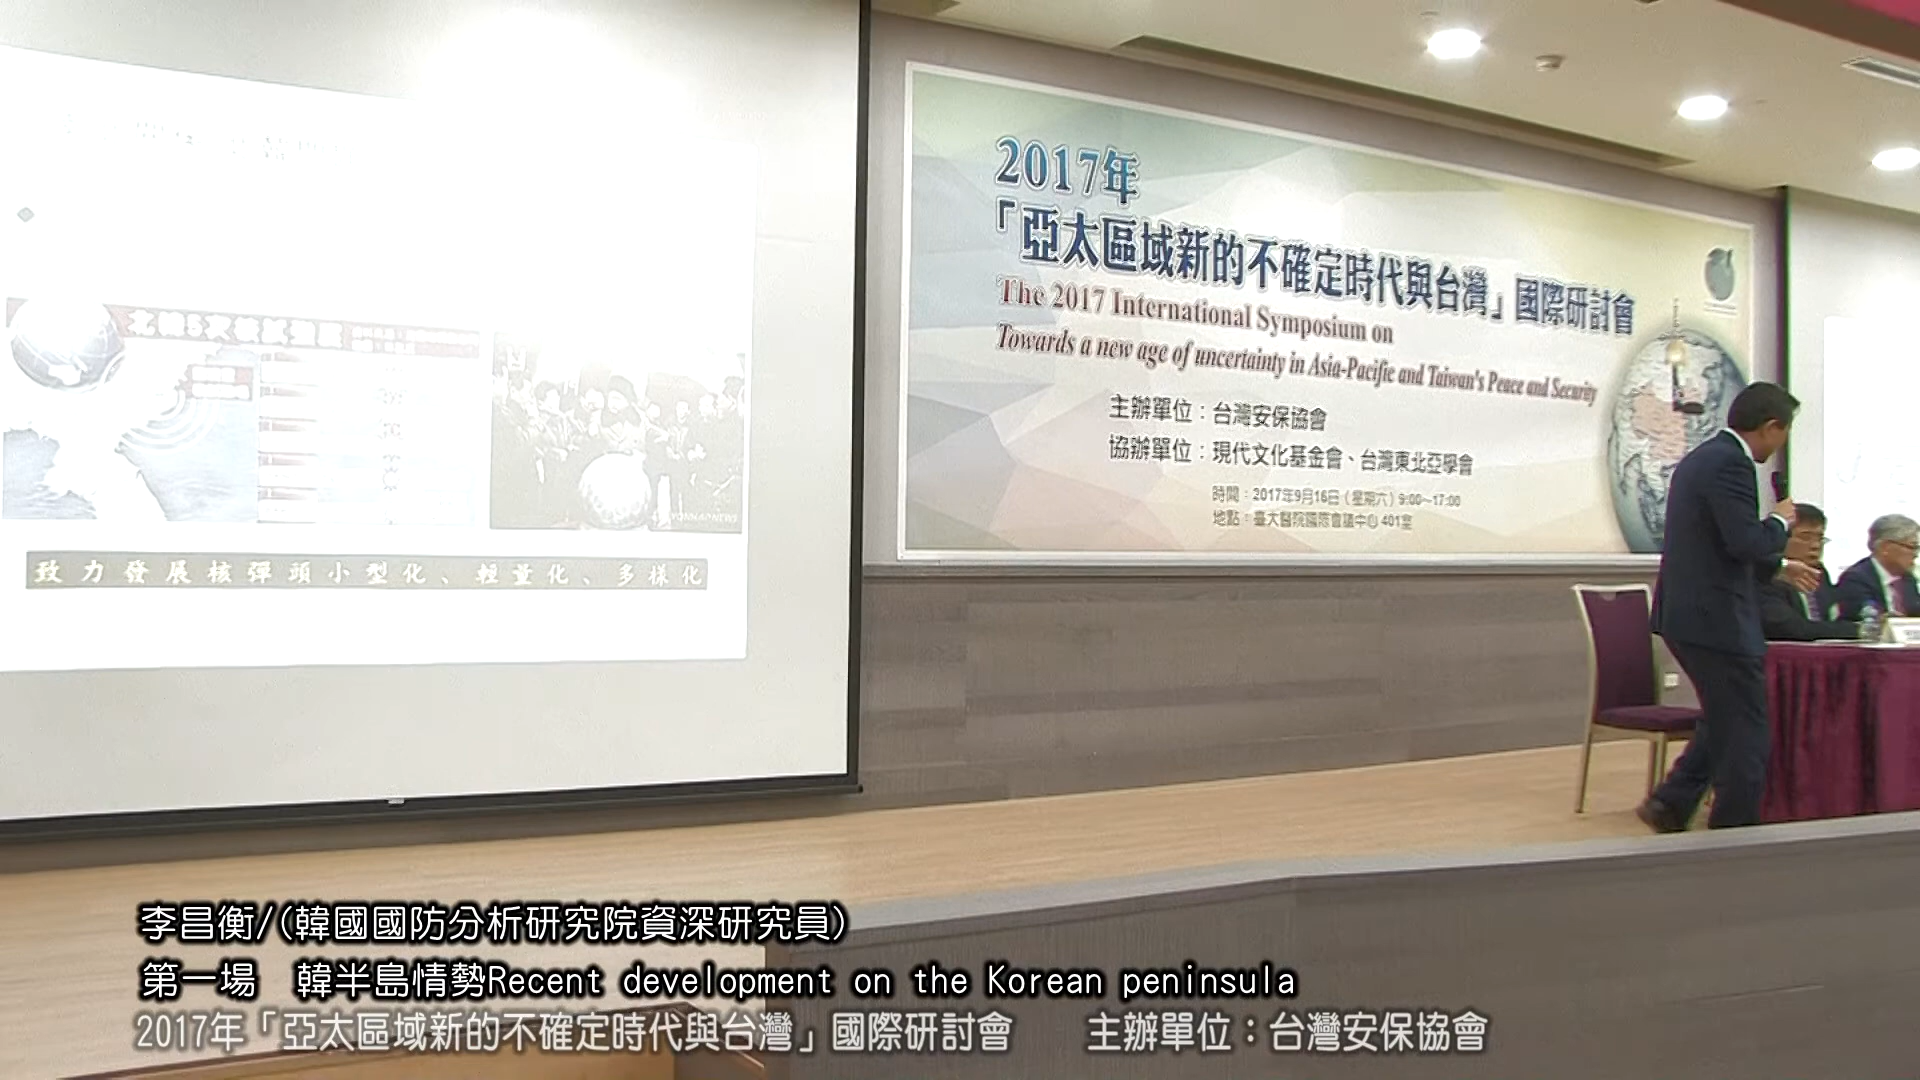 致力發展核彈頭小型化、輕量化、多樣化
2017年
「亞太區域新的不確定時代與台灣」國際研討會
The 2017 International Symposium on
Towards a new age of uncertainty in Asia-Pacific and Taiwan's Peace and Security
主辦單位：台灣安保協會
協辦單位：現代文化基金會、台灣東北亞學會
時間：2017年9月16日（星期六）9:00~17:00
地點：臺大醫院國際會議中心 401室
李昌衡/(韓國國防分析研究院資深研究員)
第一場　韓半島情勢Recent development on the Korean peninsula
2017年「亞太區域新的不確定時代與台灣」國際研討會　　主辦單位：台灣安保協會